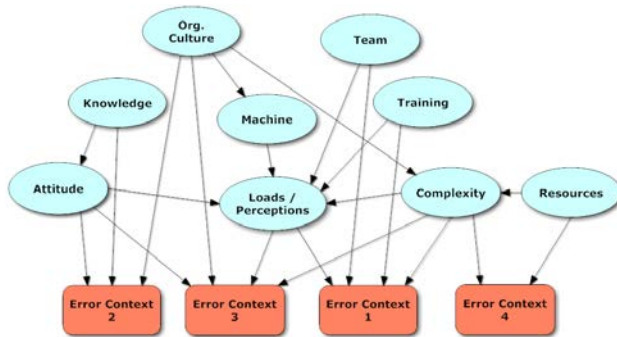 Org.
Culture
Team
Knowledge
Machine
Training
Attitude
Loads /
Perceptions
Complexity
Resources
Error Context
2
Error Context
3
Error Context
1
Error Context
4